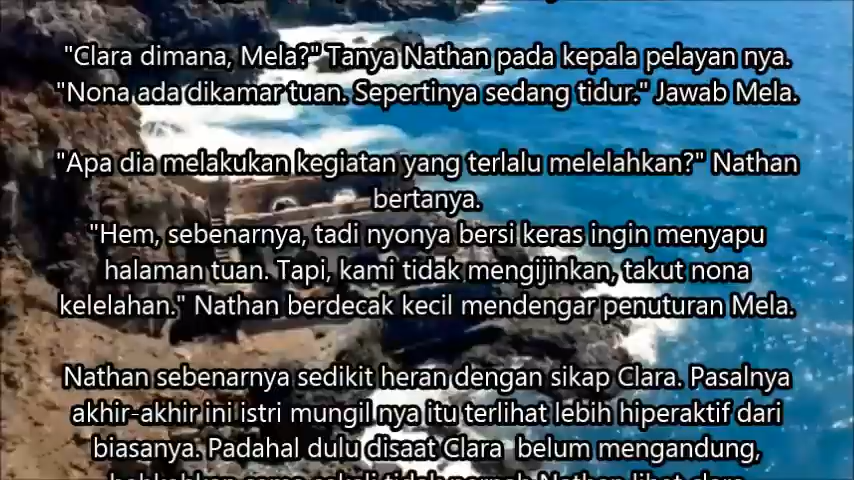 "Clara dimana, Mela?" Tanya Nathan pada kepala pelayan nya.
"Nona ada dikamar tuan. Sepertinya sedang tidur." Jawab Mela.
"Apa dia melakukan kegiatan yang terlalu melelahkan?" Nathan
bertanya.
"Hem, sebenarnya, tadi nyonya bersi keras ingin menyapu
halaman tuan. Tapi, kami tidak mengijinkan, takut nona
kelelahan." Nathan berdecak kecil mendengar penuturan Mela.
Nathan sebenarnya sedikit heran dengan sikap Clara. Pasalnya
akhir-akhir ini istri mungil nya itu terlihat lebih hiperaktif dari
biasanya. Padahal dulu disaat Clara belum mengandung,